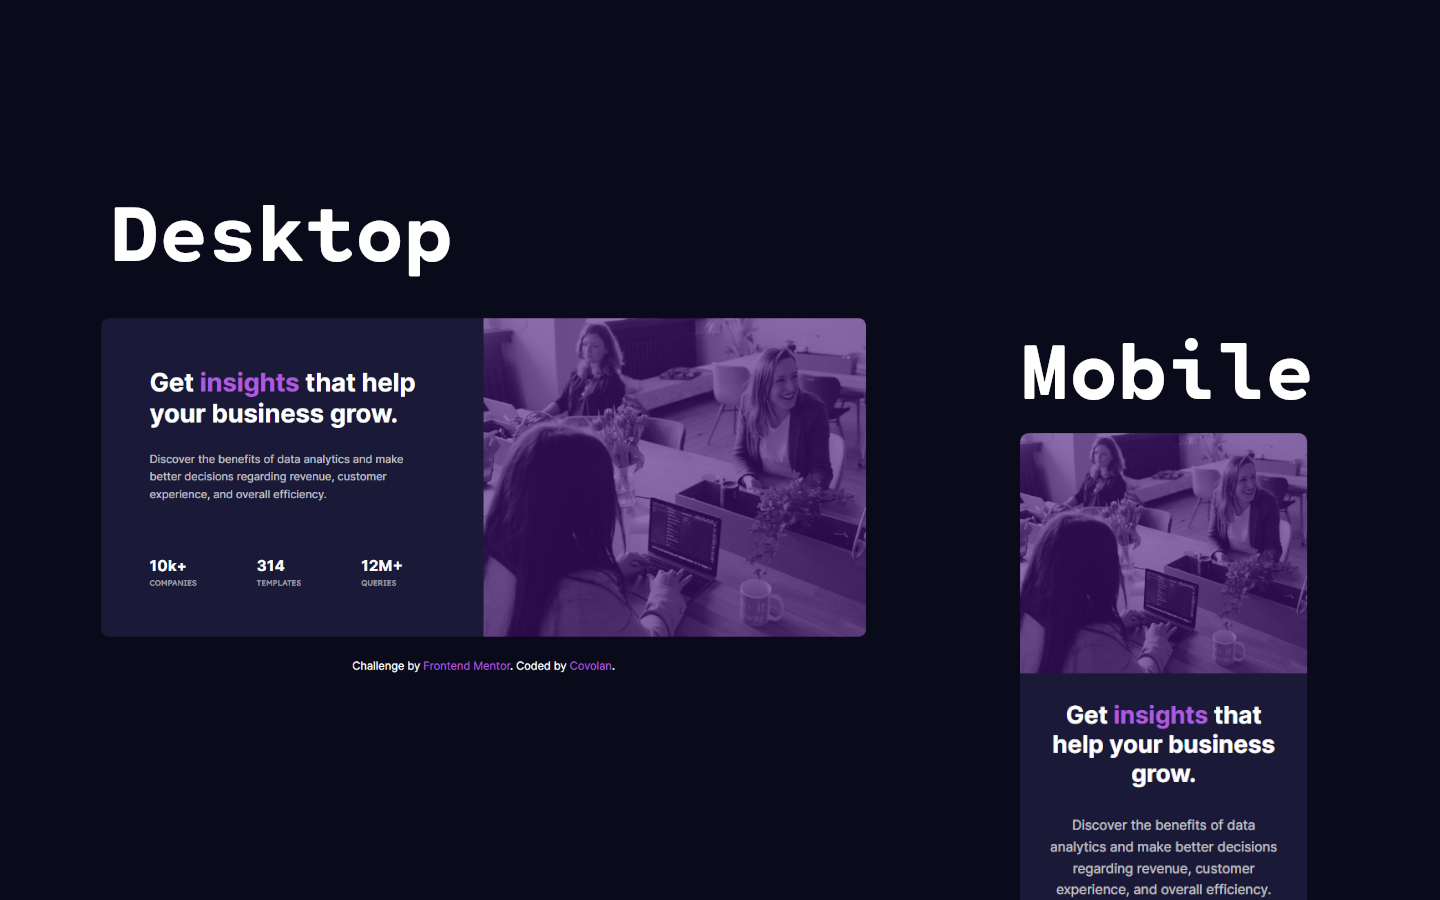 Desktop
Get insights that help
your business grow.
Discover the benefits of data analytics and make
better decisions regarding revenue, customer
experience, and overall efficiency.
10k+ 314 12M+
COMPANIES TEMPLATES QUERIES
Challenge by Frontend Mentor. Coded by Covolan.
Mobile
Get insights that
help your business
grow.
Discover the benefits of data
analytics and make better decisions
regarding revenue, customer
experience, and overall efficiency.